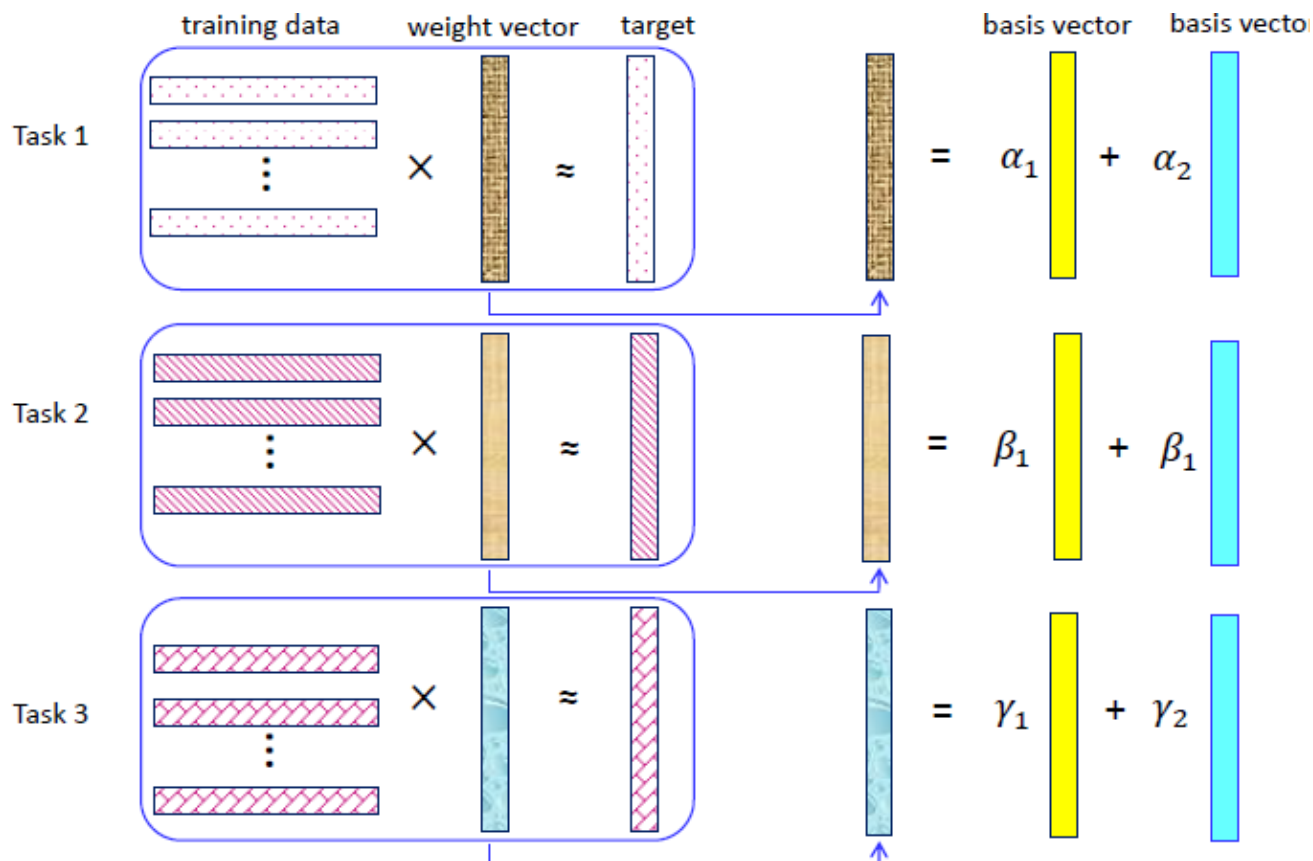 training data weight vector target basis vector basis vector
Task 1 ⋮ × ≈ = α₁ + α₂
Task 2 ⋮ × ≈ = β₁ + β₁
Task 3 ⋮ × ≈ = γ₁ + γ₂